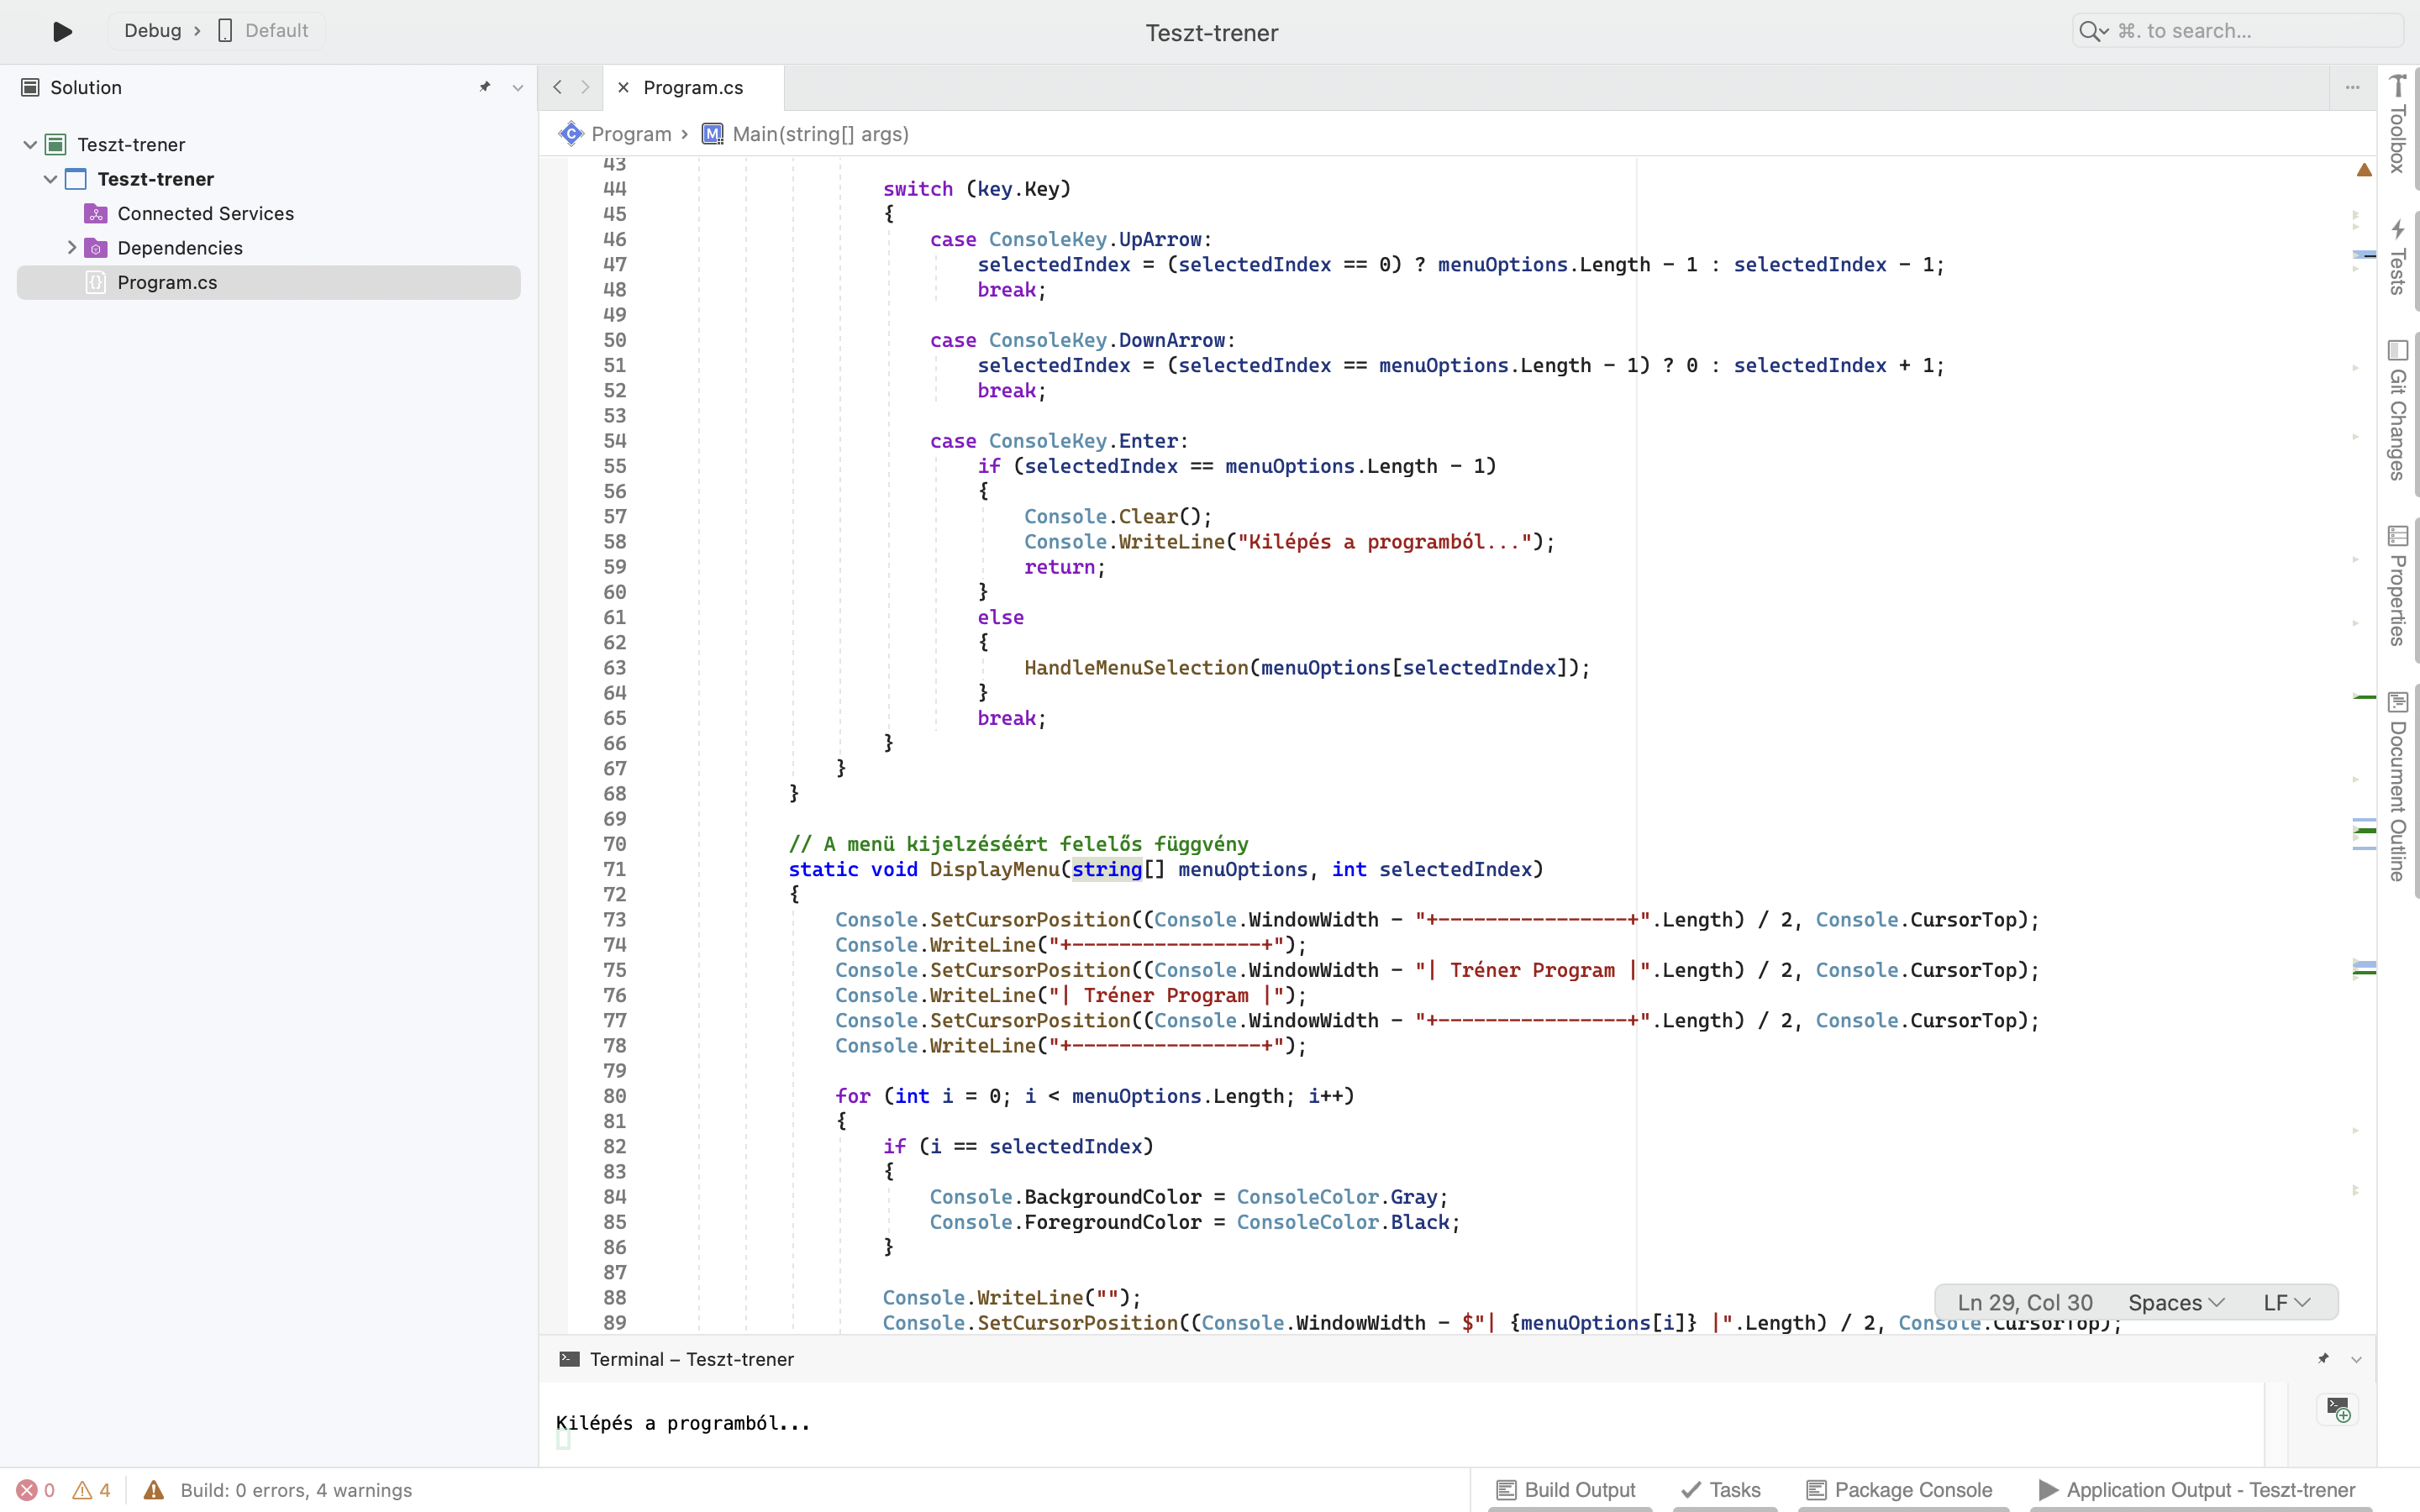 Debug › Default
Teszt-trener
⌘. to search...
Solution
Program.cs
Teszt-trener
Teszt-trener
Connected Services
Dependencies
Program.cs
Program › Main(string[] args)
43
44 switch (key.Key)
45 {
46 case ConsoleKey.UpArrow:
47 selectedIndex = (selectedIndex == 0) ? menuOptions.Length - 1 : selectedIndex - 1;
48 break;
49
50 case ConsoleKey.DownArrow:
51 selectedIndex = (selectedIndex == menuOptions.Length - 1) ? 0 : selectedIndex + 1;
52 break;
53
54 case ConsoleKey.Enter:
55 if (selectedIndex == menuOptions.Length - 1)
56 {
57 Console.Clear();
58 Console.WriteLine("Kilépés a programból...");
59 return;
60 }
61 else
62 {
63 HandleMenuSelection(menuOptions[selectedIndex]);
64 }
65 break;
66 }
67 }
68 }
69
70 // A menü kijelzéséért felelős függvény
71 static void DisplayMenu(string[] menuOptions, int selectedIndex)
72 {
73 Console.SetCursorPosition((Console.WindowWidth - "+----------------+".Length) / 2, Console.CursorTop);
74 Console.WriteLine("+----------------+");
75 Console.SetCursorPosition((Console.WindowWidth - "| Tréner Program |".Length) / 2, Console.CursorTop);
76 Console.WriteLine("| Tréner Program |");
77 Console.SetCursorPosition((Console.WindowWidth - "+----------------+".Length) / 2, Console.CursorTop);
78 Console.WriteLine("+----------------+");
79
80 for (int i = 0; i < menuOptions.Length; i++)
81 {
82 if (i == selectedIndex)
83 {
84 Console.BackgroundColor = ConsoleColor.Gray;
85 Console.ForegroundColor = ConsoleColor.Black;
86 }
87
88 Console.WriteLine("");
89 Console.SetCursorPosition((Console.WindowWidth - $"| {menuOptions[i]} |".Length) / 2, Console.CursorTop);
Ln 29, Col 30 Spaces LF
Toolbox
Tests
Git Changes
Properties
Document Outline
Terminal – Teszt-trener
Kilépés a programból...
0 4 Build: 0 errors, 4 warnings
Build Output Tasks Package Console Application Output - Teszt-trener